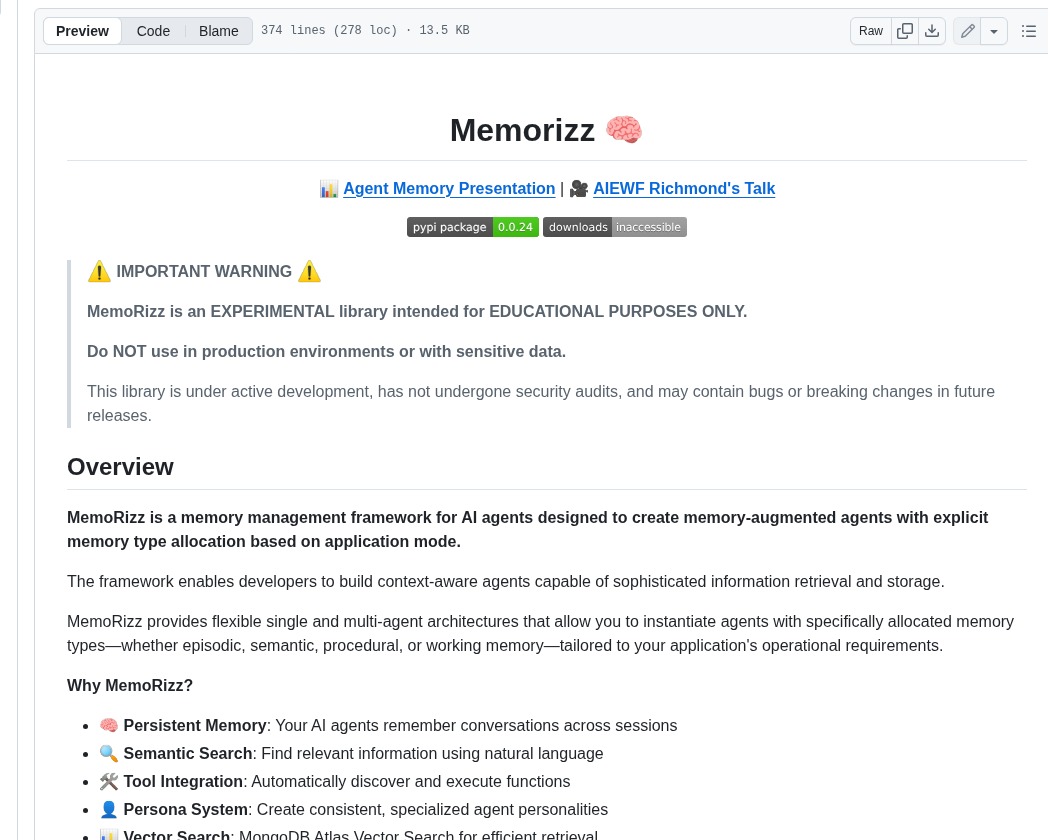 Preview Code Blame 374 lines (278 loc) · 13.5 KB Raw
Memorizz 🧠
📊 Agent Memory Presentation | 🎥 AIEWF Richmond's Talk
pypi package 0.0.24 downloads inaccessible
⚠️ IMPORTANT WARNING ⚠️
MemoRizz is an EXPERIMENTAL library intended for EDUCATIONAL PURPOSES ONLY.
Do NOT use in production environments or with sensitive data.
This library is under active development, has not undergone security audits, and may contain bugs or breaking changes in future
releases.
Overview
MemoRizz is a memory management framework for AI agents designed to create memory-augmented agents with explicit
memory type allocation based on application mode.
The framework enables developers to build context-aware agents capable of sophisticated information retrieval and storage.
MemoRizz provides flexible single and multi-agent architectures that allow you to instantiate agents with specifically allocated memory
types—whether episodic, semantic, procedural, or working memory—tailored to your application's operational requirements.
Why MemoRizz?
• 🧠 Persistent Memory: Your AI agents remember conversations across sessions
• 🔍 Semantic Search: Find relevant information using natural language
• 🛠️ Tool Integration: Automatically discover and execute functions
• 👤 Persona System: Create consistent, specialized agent personalities
• 📊 Vector Search: MongoDB Atlas Vector Search for efficient retrieval